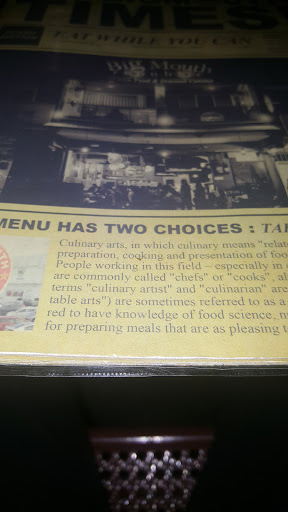 TIMES
EAT WHILE YOU CAN
Big Mouth
MENU HAS TWO CHOICES :
Culinary arts, in which culinary means "relate
preparation, cooking and presentation of foo
People working in this field – especially in
are commonly called "chefs" or "cooks", al
terms "culinary artist" and "culinarian" are
table arts") are sometimes referred to as a s
red to have knowledge of food science, nu
for preparing meals that are as pleasing t